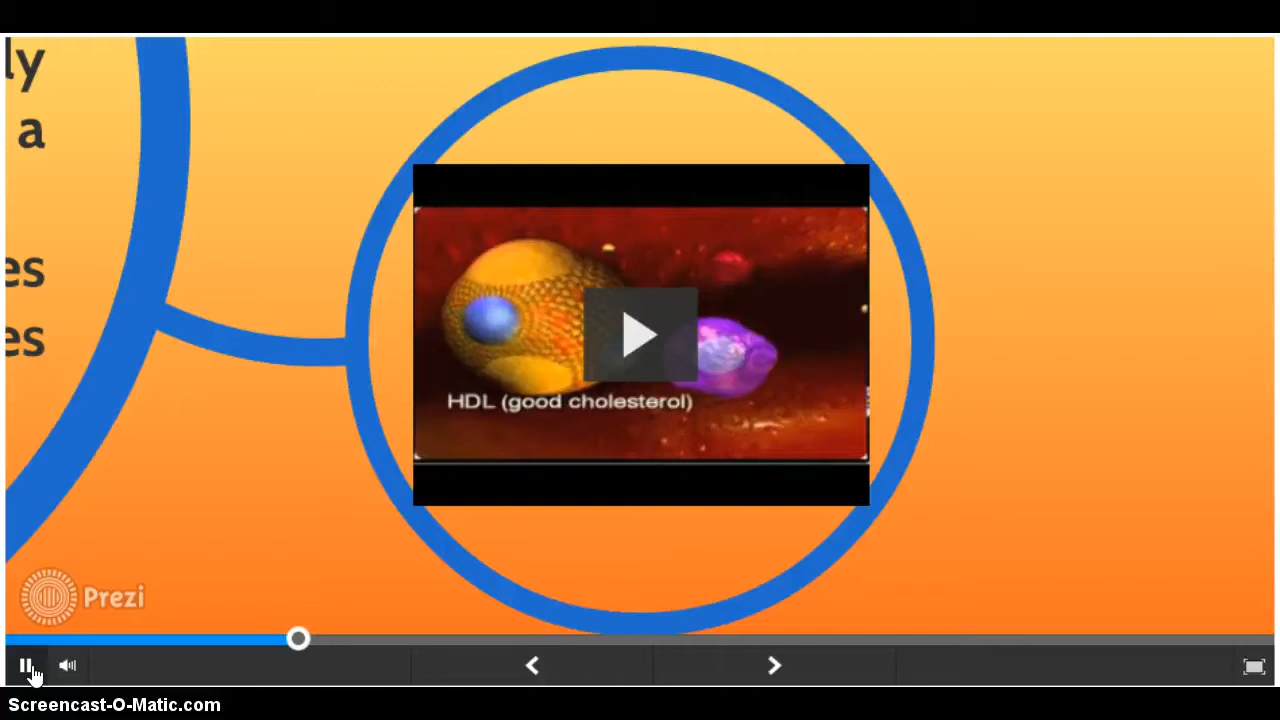 ly
a
es
es
HDL (good cholesterol)
Prezi
Screencast-O-Matic.com